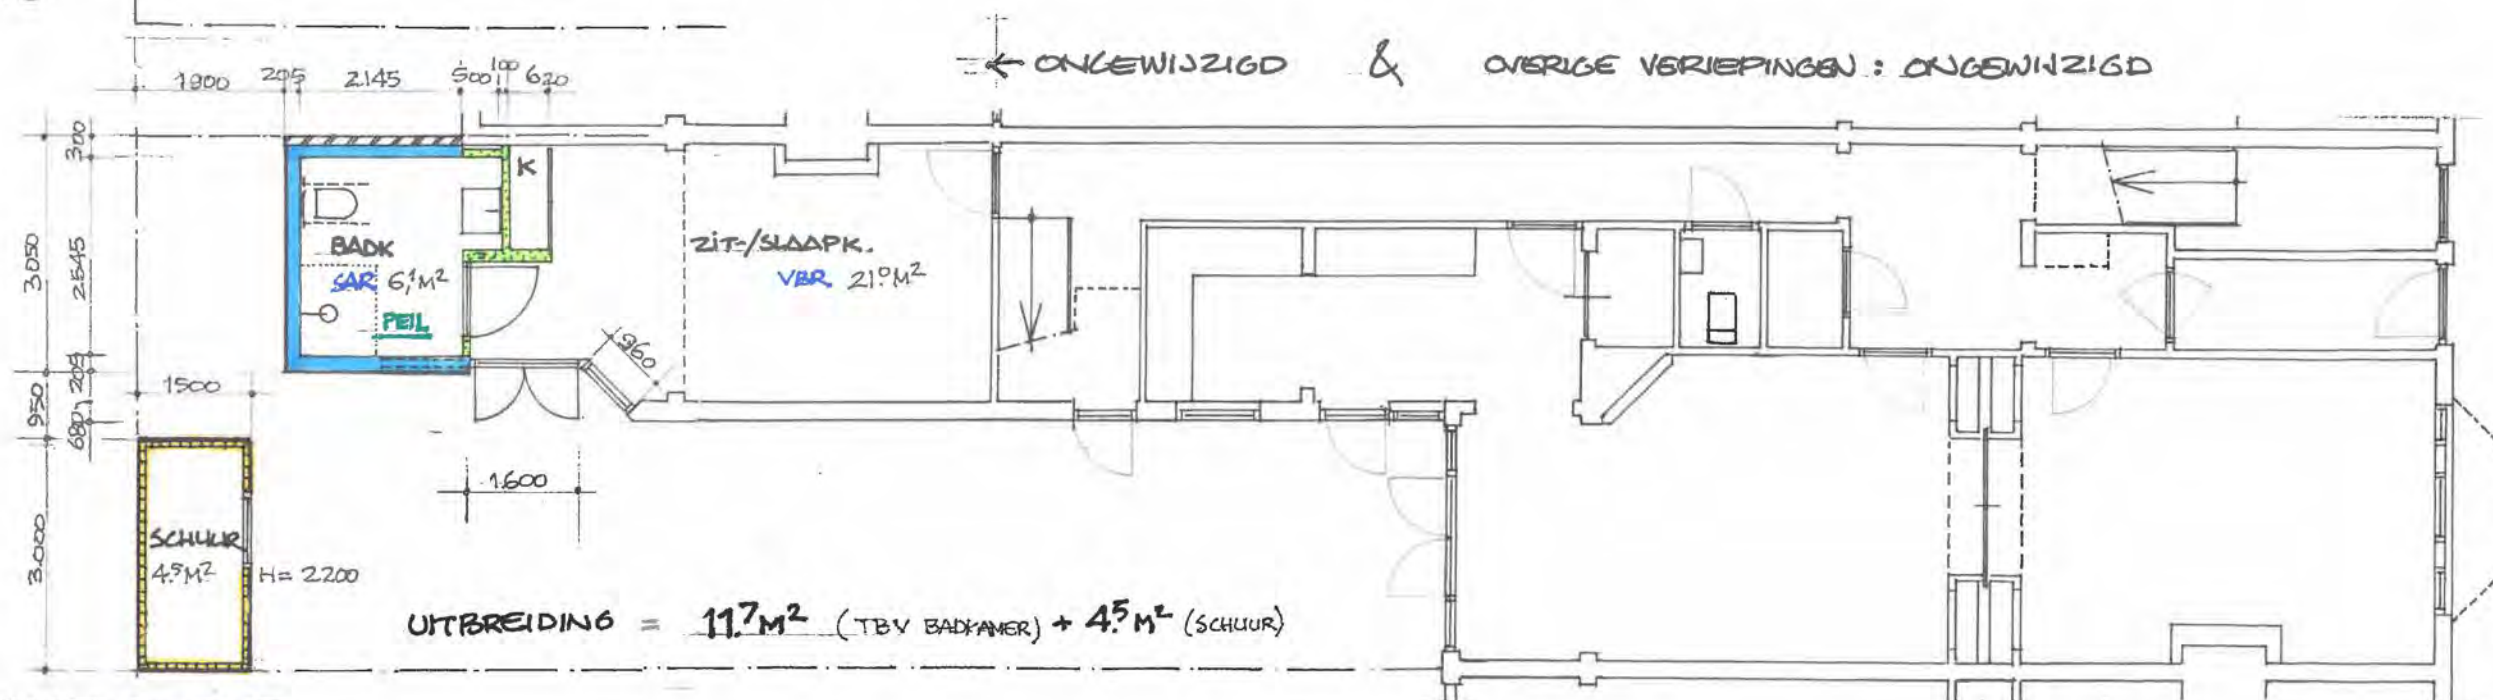 ← ONGEWIJZIGD & OVERIGE VERIEPINGEN : ONGEWIJZIGD
1900 205 2145 500 100 620
300
3050
2545
205
950
680
3.000
K
BADK
SAR 6,1 M²
PEIL
ZIT-/SLAAPK.
VBR 21.0 M²
960
1500
1.600
SCHUUR
4.5 M²
H= 2200
UITBREIDING = 11.7 M² (TBV BADKAMER) + 4.5 M² (SCHUUR)